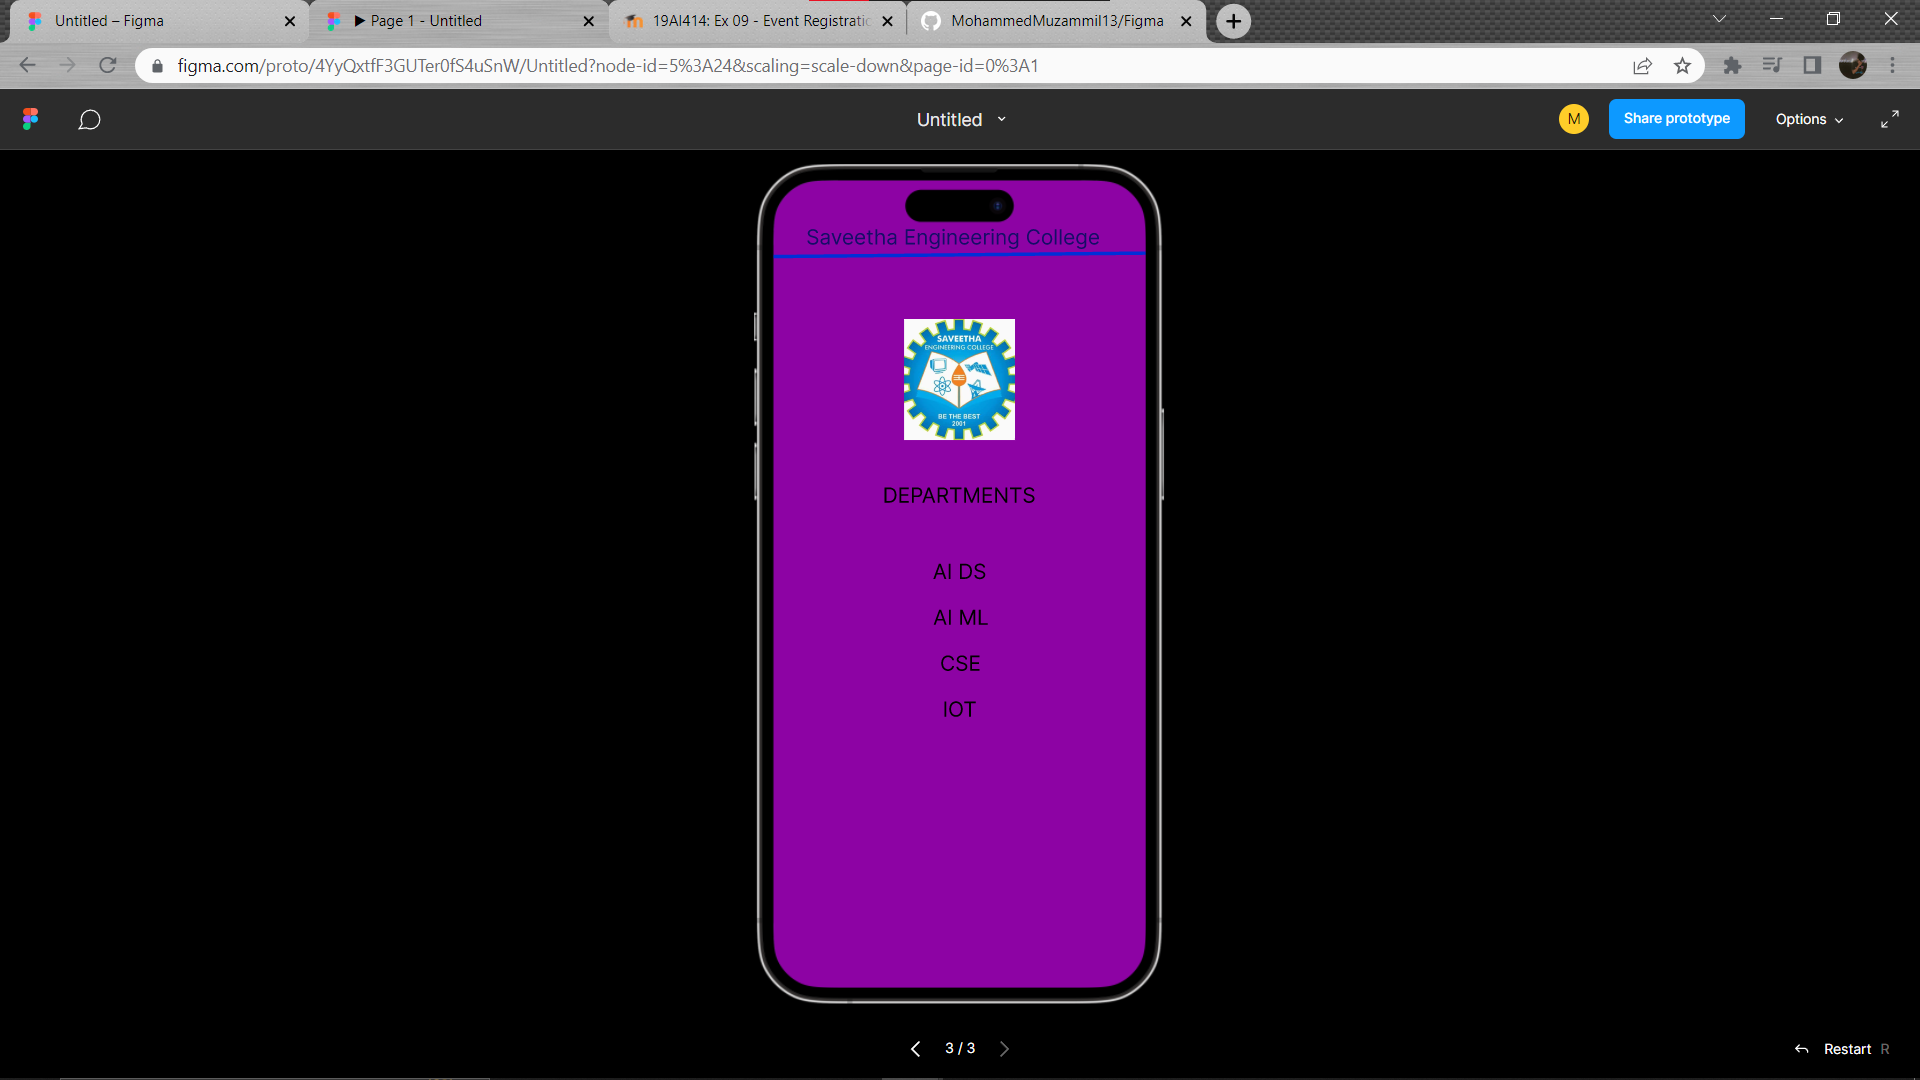 Untitled – Figma
▶ Page 1 - Untitled
19AI414: Ex 09 - Event Registratio
MohammedMuzammil13/Figma
figma.com/proto/4YyQxtfF3GUTer0fS4uSnW/Untitled?node-id=5%3A24&scaling=scale-down&page-id=0%3A1
Untitled
M
Share prototype
Options
Saveetha Engineering College
SAVEETHA
ENGINEERING COLLEGE
BE THE BEST
2001
DEPARTMENTS
AI DS
AI ML
CSE
IOT
3 / 3
Restart R